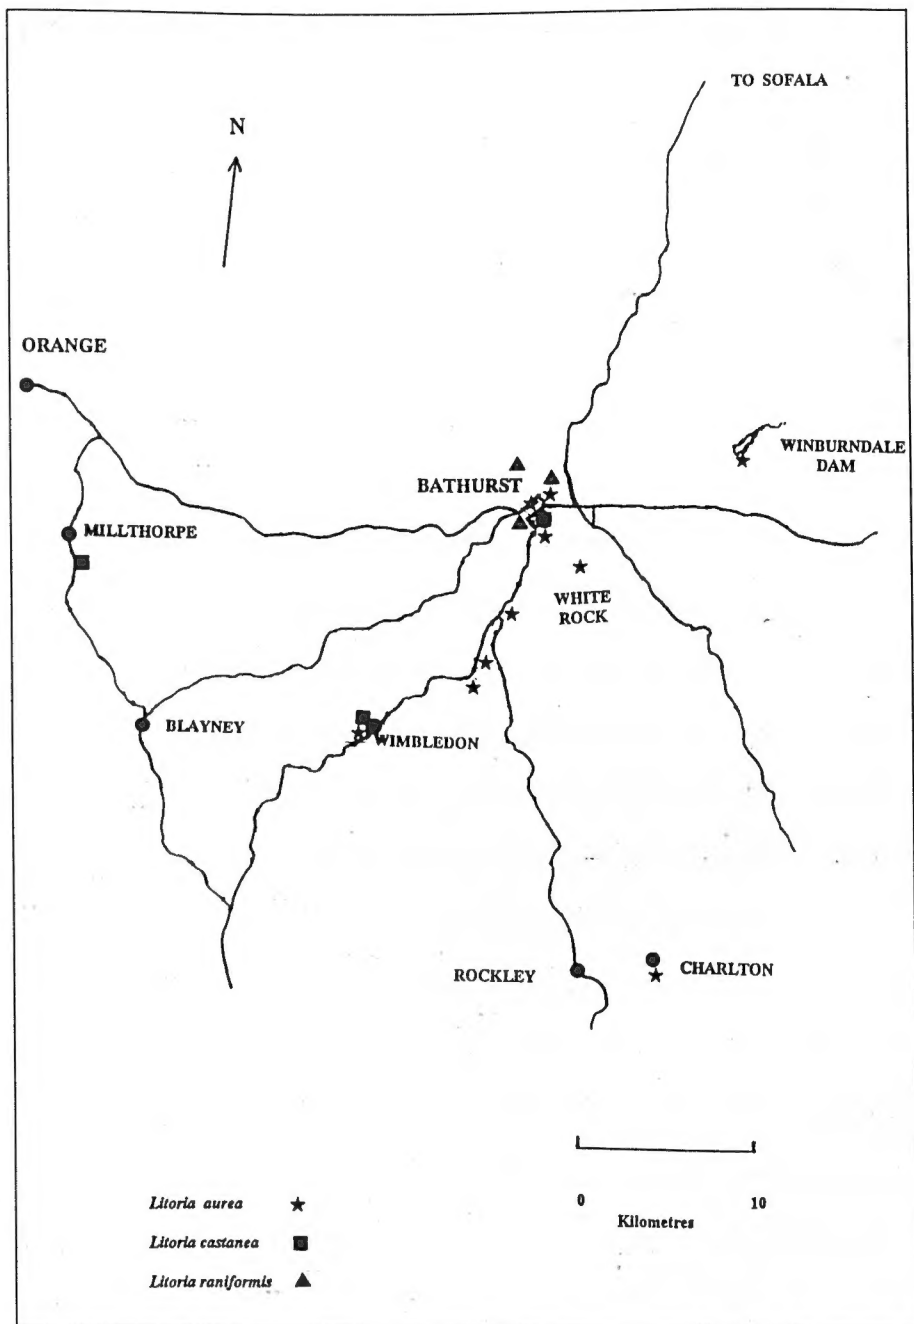 TO SOFALA
N
ORANGE
WINBURNDALE
DAM
BATHURST
MILLTHORPE
WHITE
ROCK
BLAYNEY
WIMBLEDON
ROCKLEY
CHARLTON
0 10
Kilometres
Litoria aurea
Litoria castanea
Litoria raniformis